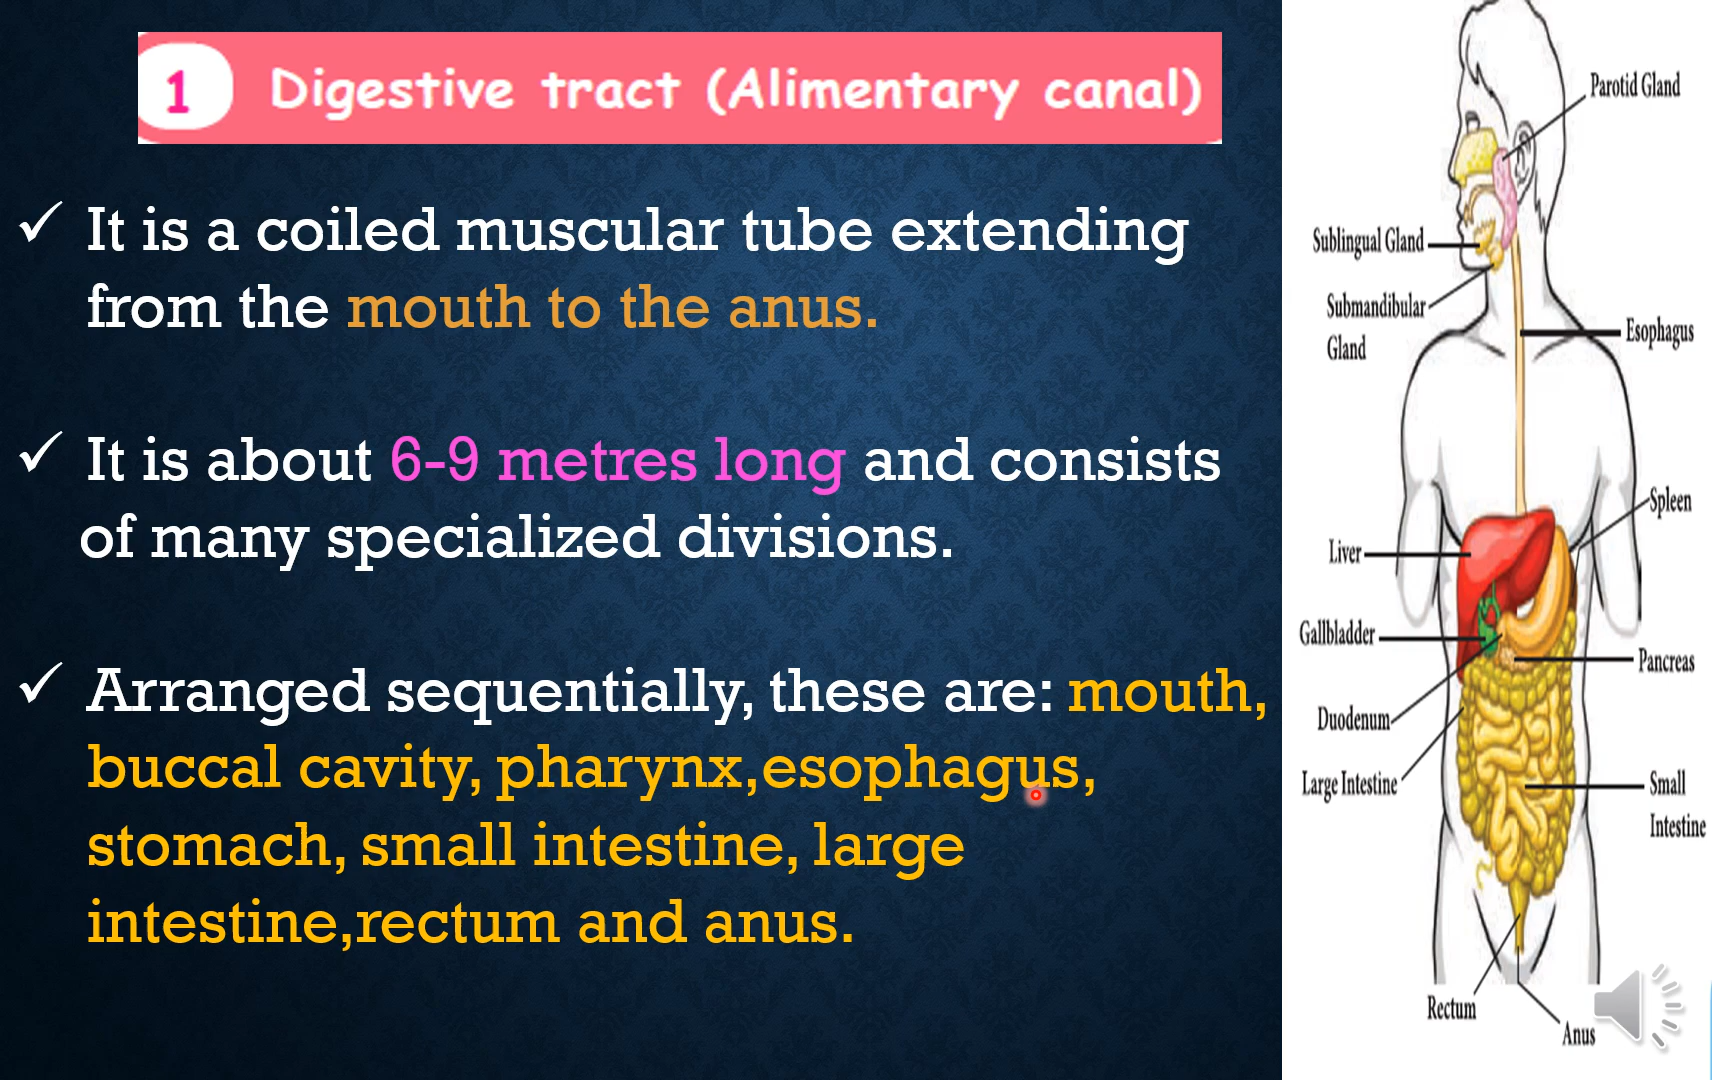 1 Digestive tract (Alimentary canal)
✓ It is a coiled muscular tube extending
from the mouth to the anus.
✓ It is about 6-9 metres long and consists
of many specialized divisions.
✓ Arranged sequentially, these are: mouth,
buccal cavity, pharynx,esophagus,
stomach, small intestine, large
intestine,rectum and anus.
Parotid Gland
Sublingual Gland
Submandibular
Gland
Esophagus
Spleen
Liver
Gallbladder
Pancreas
Duodenum
Large Intestine
Small
Intestine
Rectum
Anus